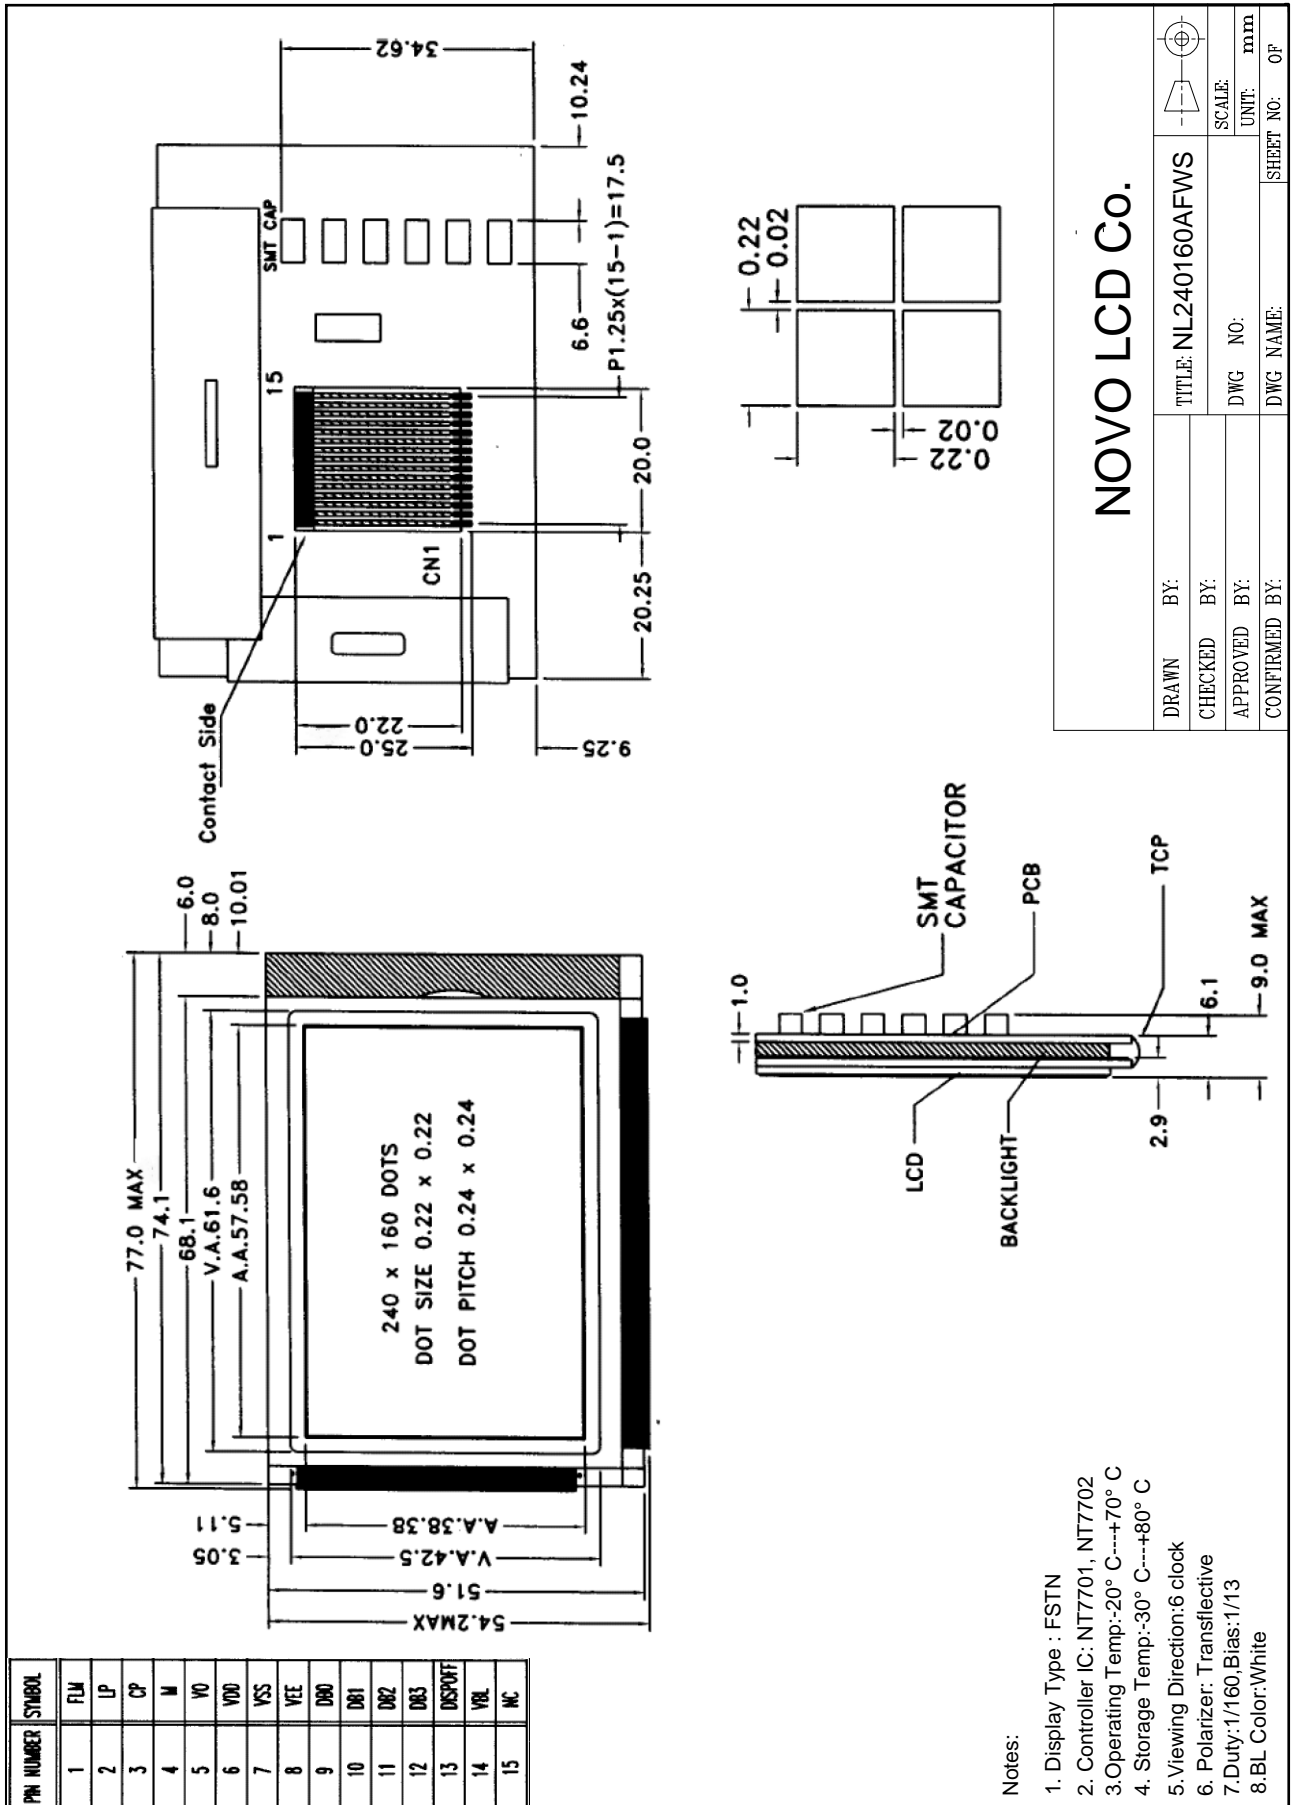 PIN NUMBER SYMBOL
1 FLM
2 LP
3 CP
4 M
5 VO
6 VDD
7 VSS
8 VEE
9 DB0
10 DB1
11 DB2
12 DB3
13 DISPOFF
14 VBL
15 NC
77.0 MAX
74.1
68.1
V.A.61.6
A.A.57.58
6.0
8.0
10.01
5.11
3.05
A.A.38.38
V.A.42.5
51.6
54.2MAX
240 x 160 DOTS
DOT SIZE 0.22 x 0.22
DOT PITCH 0.24 x 0.24
Contact Side
1
15
SMT CAP
CN1
34.62
10.24
6.6
P1.25x(15-1)=17.5
20.0
20.25
22.0
25.0
9.25
1.0
SMT
CAPACITOR
PCB
TCP
LCD
BACKLIGHT
2.9
6.1
9.0 MAX
0.22
0.02
0.02
0.22
Notes:
1. Display Type : FSTN
2. Controller IC: NT7701, NT7702
3.Operating Temp:-20° C---+70° C
4. Storage Temp:-30° C---+80° C
5.Viewing Direction:6 clock
6. Polarizer: Transflective
7.Duty:1/160,Bias:1/13
8.BL Color:White
NOVO LCD Co.
DRAWN BY:
CHECKED BY:
APPROVED BY:
CONFIRMED BY:
TITLE: NL240160AFWS
DWG NO:
DWG NAME:
SCALE:
UNIT: mm
SHEET NO: OF